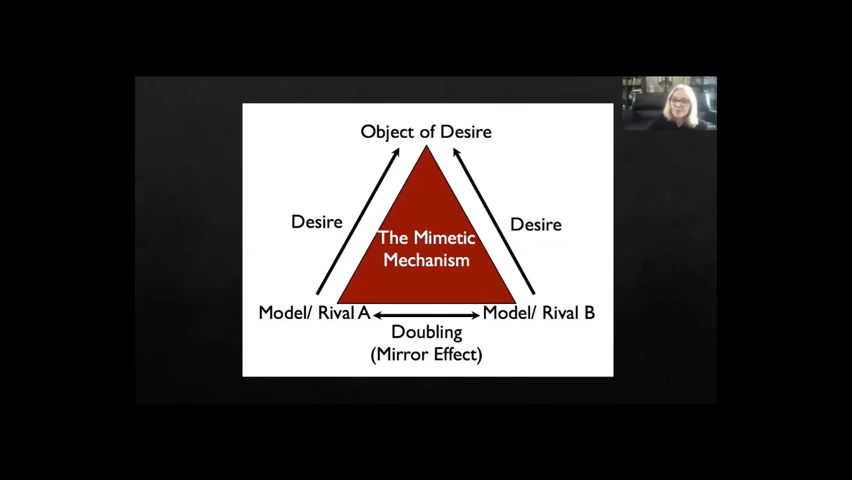 Object of Desire
Desire
Desire
The Mimetic
Mechanism
Model/ Rival A
Model/ Rival B
Doubling
(Mirror Effect)